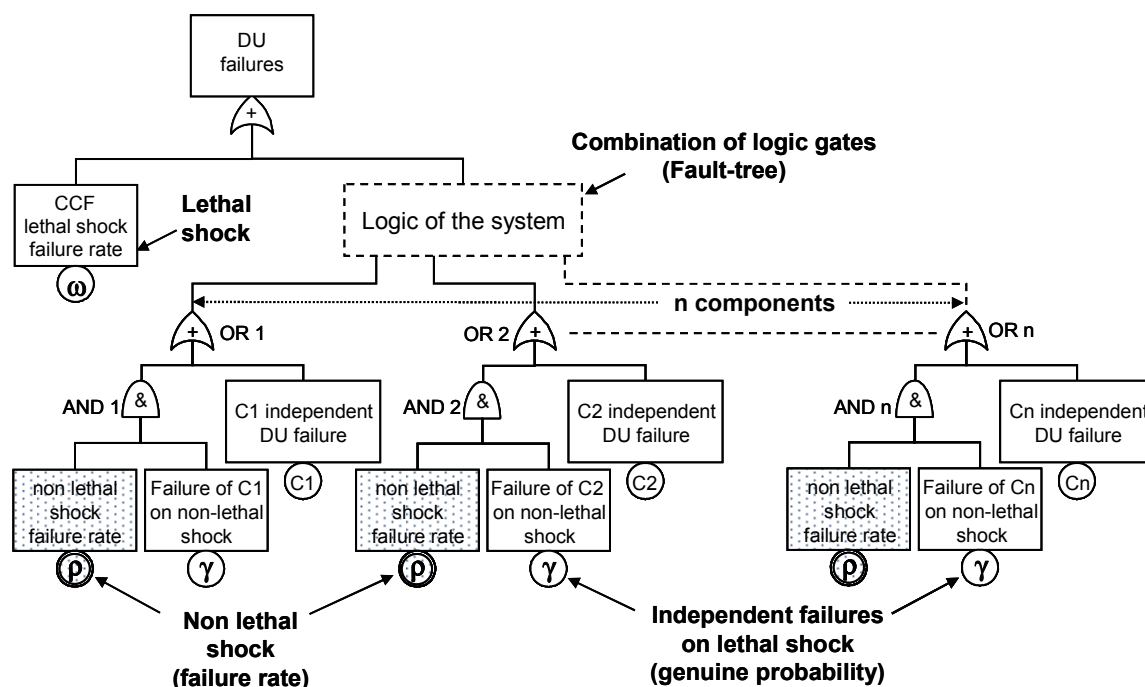 DU
failures
+
Combination of logic gates
(Fault-tree)
CCF
lethal shock
failure rate
Lethal
shock
Logic of the system
ω
n components
+
OR 1
OR 2
+
+
OR n
AND 1
&
C1 independent
DU failure
AND 2
&
C2 independent
DU failure
AND n
&
Cn independent
DU failure
non lethal
shock
failure rate
Failure of C1
on non-lethal
shock
C1
non lethal
shock
failure rate
Failure of C2
on non-lethal
shock
C2
non lethal
shock
failure rate
Failure of Cn
on non-lethal
shock
Cn
ρ
γ
ρ
γ
ρ
γ
Non lethal
shock
(failure rate)
Independent failures
on lethal shock
(genuine probability)